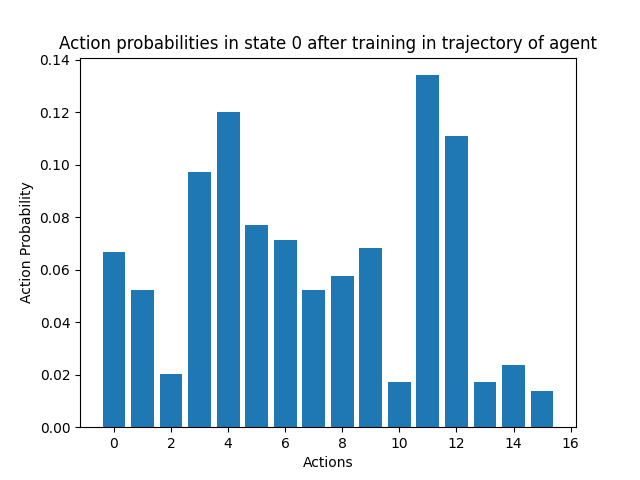 Action probabilities in state 0 after training in trajectory of agent
0.14
0.12
0.10
0.08
0.06
0.04
0.02
0.00
Action Probability
0 2 4 6 8 10 12 14 16
Actions